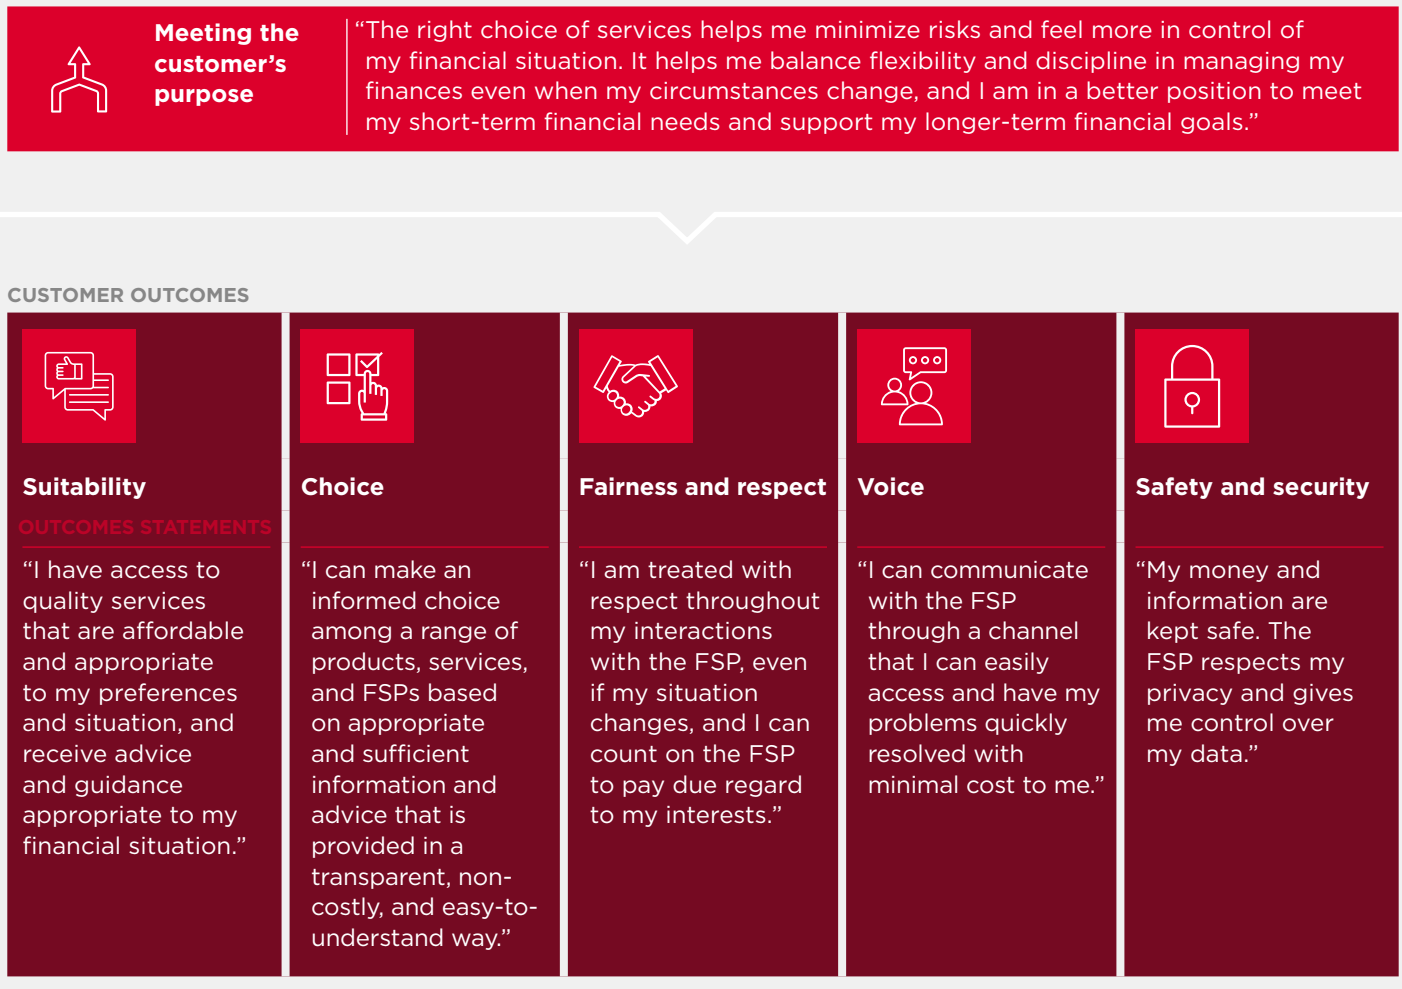 Meeting the
customer’s
purpose
“The right choice of services helps me minimize risks and feel more in control of
my financial situation. It helps me balance flexibility and discipline in managing my
finances even when my circumstances change, and I am in a better position to meet
my short-term financial needs and support my longer-term financial goals.”
CUSTOMER OUTCOMES
Suitability
OUTCOMES STATEMENTS
“I have access to
quality services
that are affordable
and appropriate
to my preferences
and situation, and
receive advice
and guidance
appropriate to my
financial situation.”
Choice
“I can make an
informed choice
among a range of
products, services,
and FSPs based
on appropriate
and sufficient
information and
advice that is
provided in a
transparent, non-
costly, and easy-to-
understand way.”
Fairness and respect
“I am treated with
respect throughout
my interactions
with the FSP, even
if my situation
changes, and I can
count on the FSP
to pay due regard
to my interests.”
Voice
“I can communicate
with the FSP
through a channel
that I can easily
access and have my
problems quickly
resolved with
minimal cost to me.”
Safety and security
“My money and
information are
kept safe. The
FSP respects my
privacy and gives
me control over
my data.”